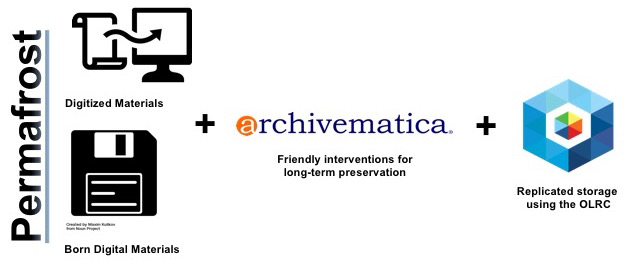 Permafrost
Digitized Materials
Created by Maxim Kulikov
from Noun Project
Born Digital Materials
+
archivematica®
Friendly interventions for
long-term preservation
+
Replicated storage
using the OLRC